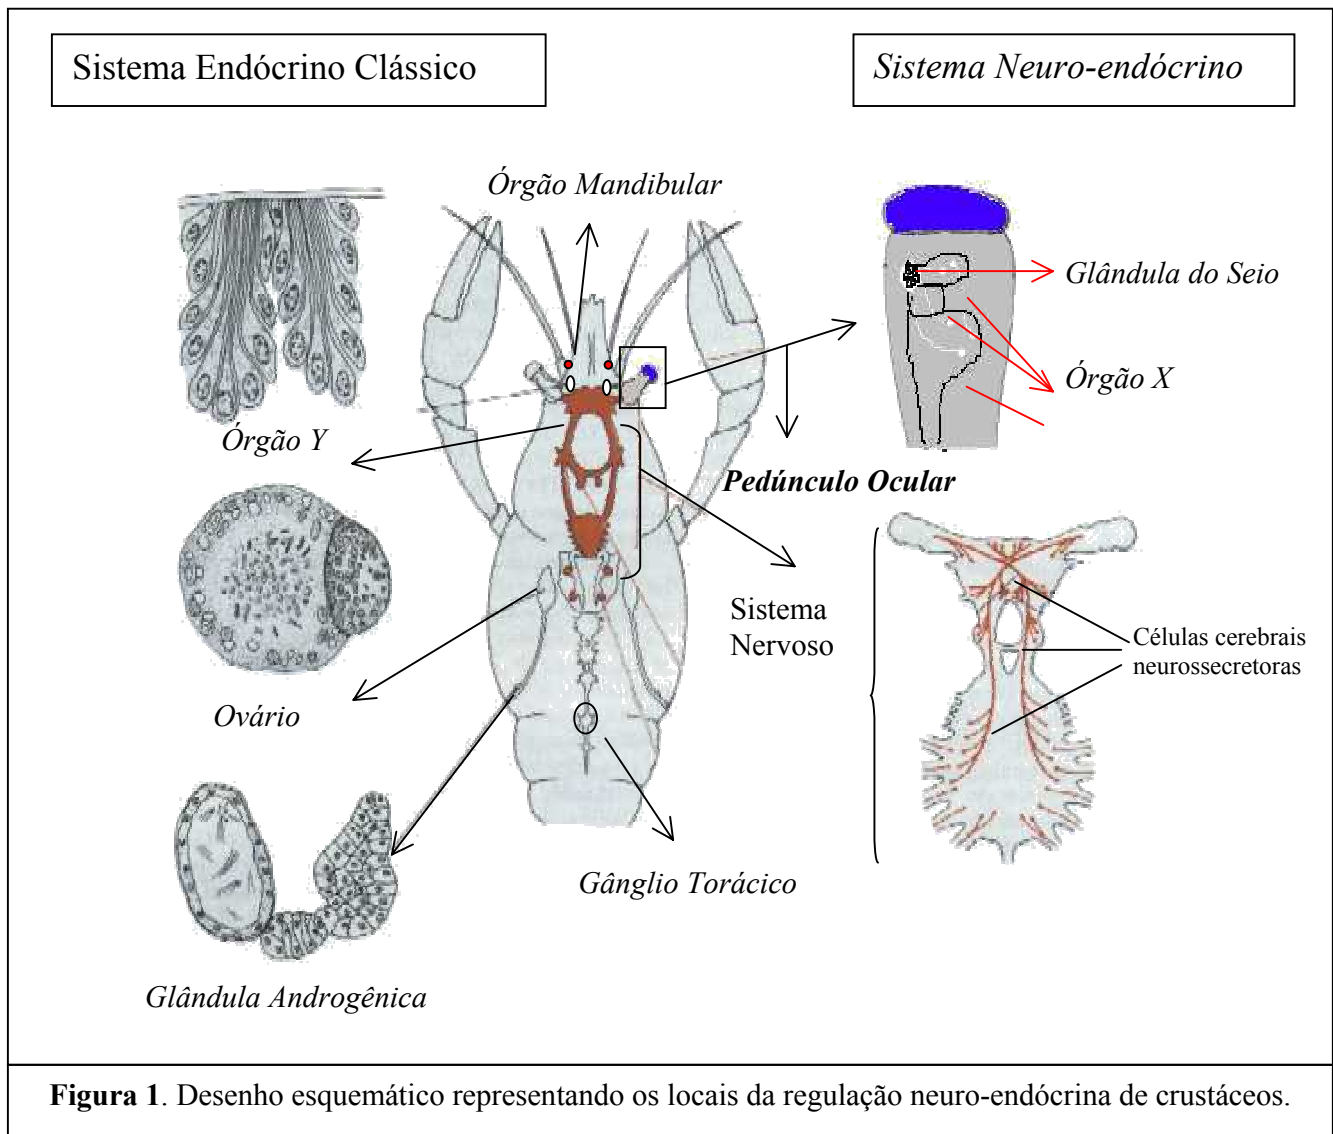 Sistema Endócrino Clássico
Sistema Neuro-endócrino
Órgão Mandibular
Glândula do Seio
Órgão X
Órgão Y
Pedúnculo Ocular
Sistema
Nervoso
Células cerebrais
neurossecretoras
Ovário
Gânglio Torácico
Glândula Androgênica
Figura 1. Desenho esquemático representando os locais da regulação neuro-endócrina de crustáceos.